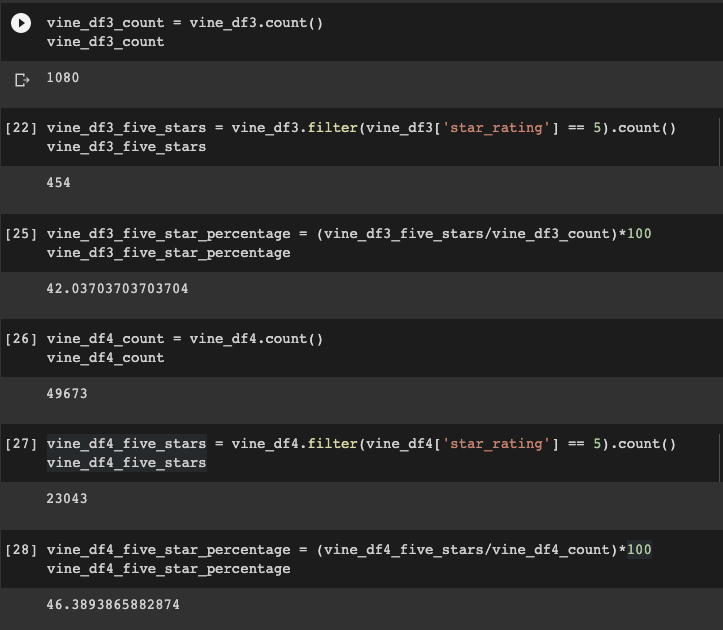 vine_df3_count = vine_df3.count()
vine_df3_count
1080
[22] vine_df3_five_stars = vine_df3.filter(vine_df3['star_rating'] == 5).count()
vine_df3_five_stars
454
[25] vine_df3_five_star_percentage = (vine_df3_five_stars/vine_df3_count)*100
vine_df3_five_star_percentage
42.03703703703704
[26] vine_df4_count = vine_df4.count()
vine_df4_count
49673
[27] vine_df4_five_stars = vine_df4.filter(vine_df4['star_rating'] == 5).count()
vine_df4_five_stars
23043
[28] vine_df4_five_star_percentage = (vine_df4_five_stars/vine_df4_count)*100
vine_df4_five_star_percentage
46.3893865882874